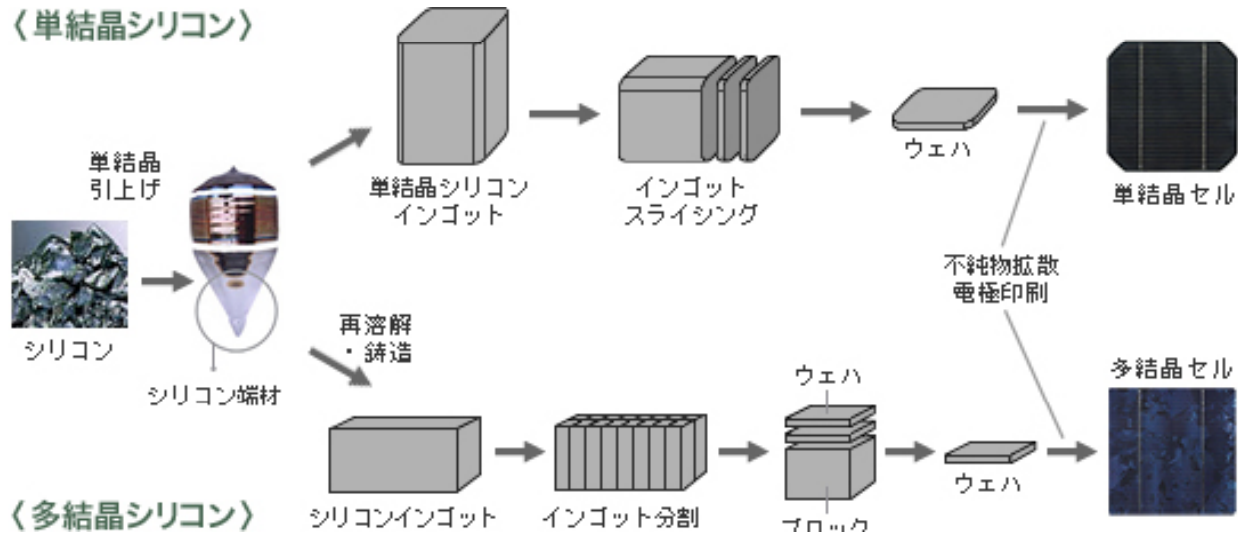 〈単結晶シリコン〉
単結晶
引上げ
シリコン
シリコン端材
単結晶シリコン
インゴット
インゴット
スライシング
ウェハ
単結晶セル
不純物拡散
電極印刷
再溶解
・鋳造
シリコンインゴット
インゴット分割
ウェハ
ブロック
ウェハ
多結晶セル
〈多結晶シリコン〉